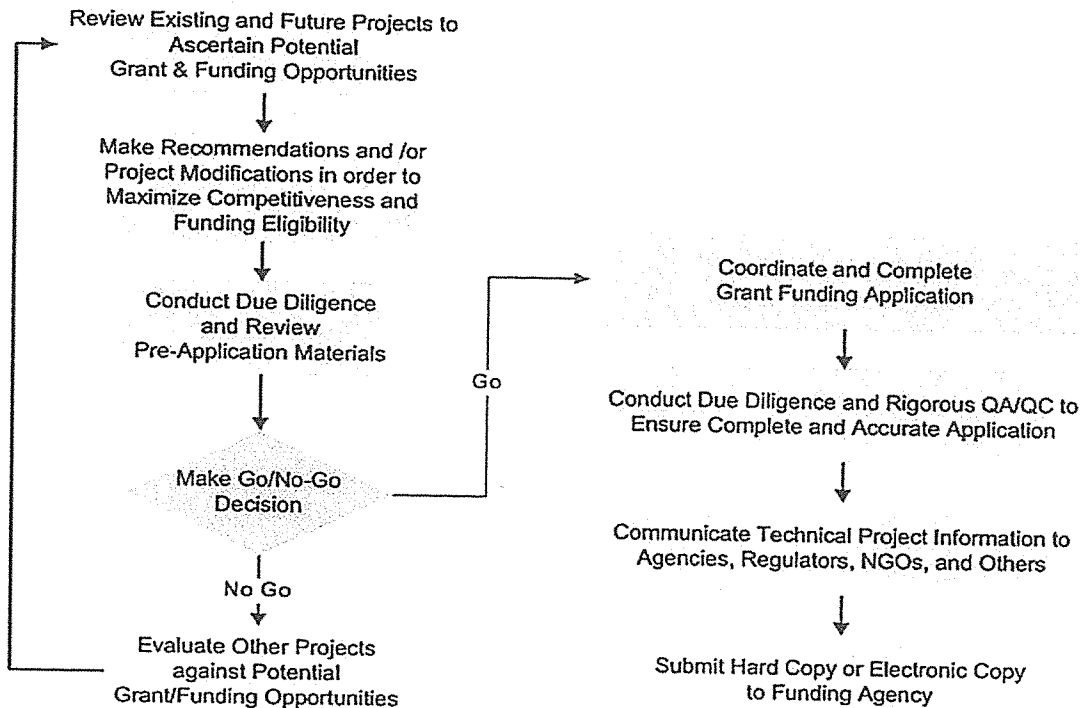 Review Existing and Future Projects to
Ascertain Potential
Grant & Funding Opportunities
Make Recommendations and /or
Project Modifications in order to
Maximize Competitiveness and
Funding Eligibility
Conduct Due Diligence
and Review
Pre-Application Materials
Make Go/No-Go
Decision
No Go
Evaluate Other Projects
against Potential
Grant/Funding Opportunities
Go
Coordinate and Complete
Grant Funding Application
Conduct Due Diligence and Rigorous QA/QC to
Ensure Complete and Accurate Application
Communicate Technical Project Information to
Agencies, Regulators, NGOs, and Others
Submit Hard Copy or Electronic Copy
to Funding Agency